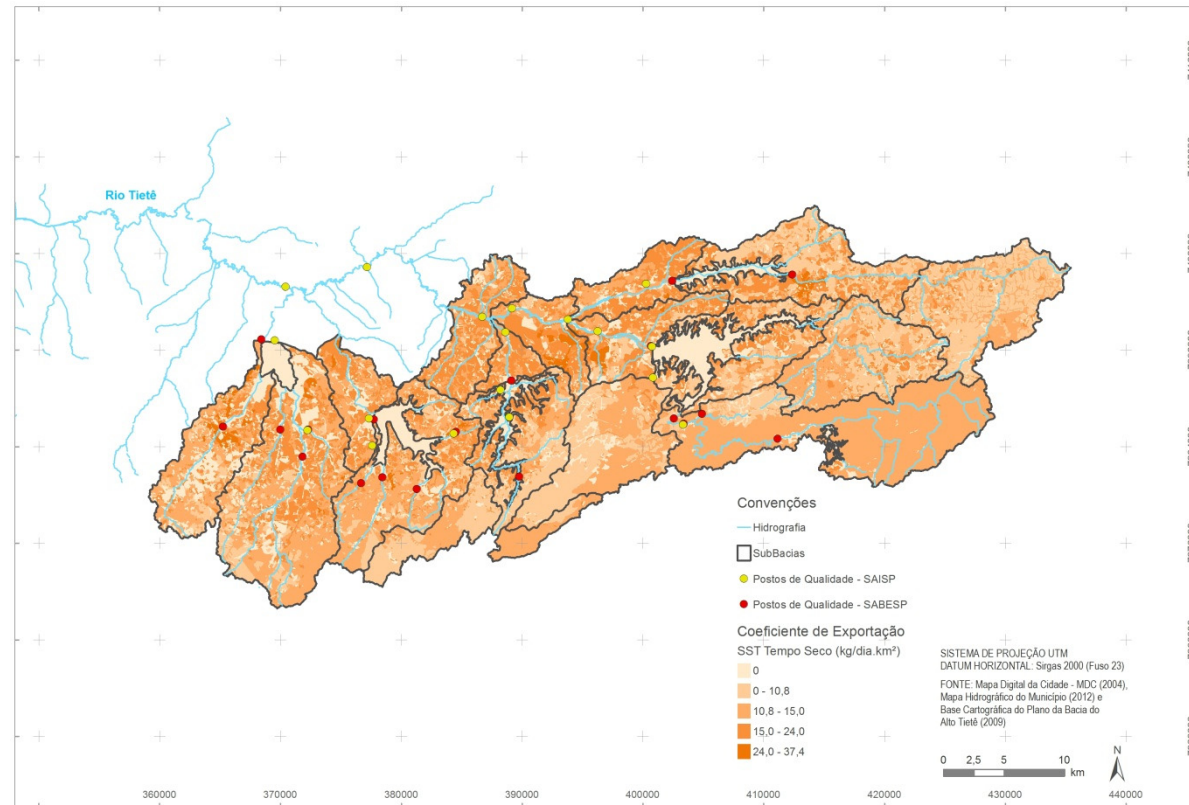 Rio Tietê
Convenções
Hidrografia
SubBacias
Postos de Qualidade - SAISP
Postos de Qualidade - SABESP
Coeficiente de Exportação
SST Tempo Seco (kg/dia.km²)
0
0 - 10,8
10,8 - 15,0
15,0 - 24,0
24,0 - 37,4
SISTEMA DE PROJEÇÃO UTM
DATUM HORIZONTAL: Sirgas 2000 (Fuso 23)
FONTE: Mapa Digital da Cidade - MDC (2004),
Mapa Hidrográfico do Município (2012) e
Base Cartográfica do Plano da Bacia do
Alto Tietê (2009)
N
0 2,5 5 10
km
360000 370000 380000 390000 400000 410000 420000 430000 440000